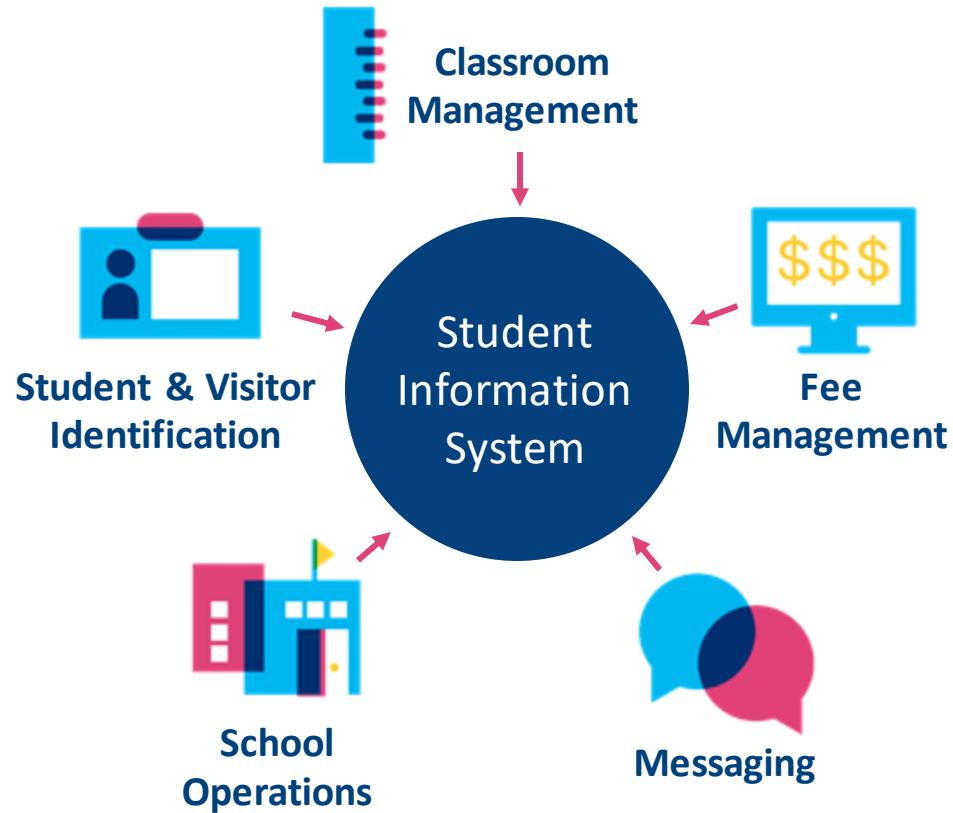 Classroom
Management
$$$
Student & Visitor
Identification
Student
Information
System
Fee
Management
School
Operations
Messaging